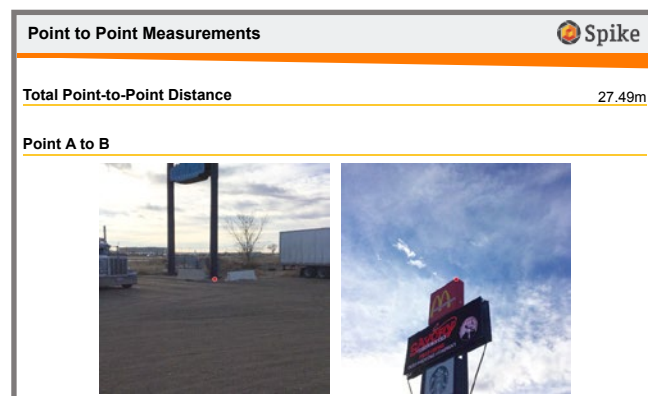 Point to Point Measurements
Spike
Total Point-to-Point Distance
27.49m
Point A to B